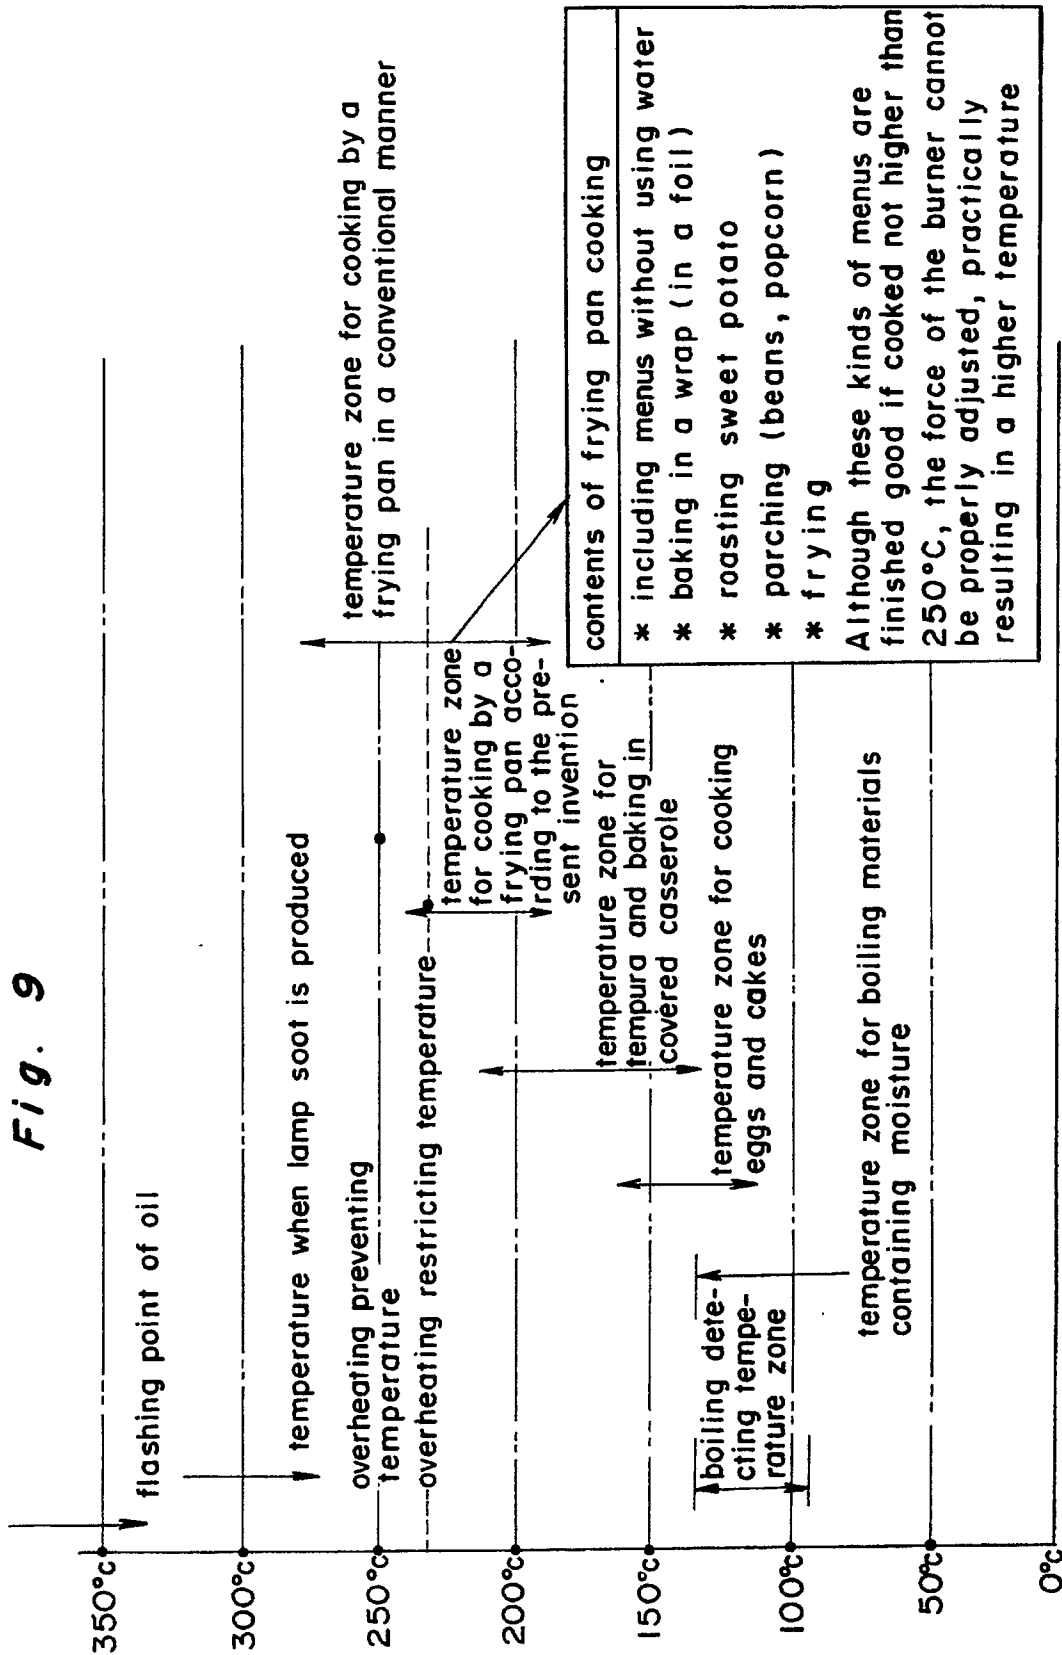 Fig. 9
350°C
300°C
250°C
200°C
150°C
100°C
50°C
0°C
flashing point of oil
temperature when lamp soot is produced
overheating preventing
temperature
overheating restricting temperature
temperature zone for cooking by a
frying pan in a conventional manner
temperature zone
for cooking by a
frying pan acco-
rding to the pre-
sent invention
temperature zone for
tempura and baking in
covered casserole
temperature zone for cooking
eggs and cakes
boiling dete-
cting tempe-
rature zone
temperature zone for boiling materials
containing moisture
contents of frying pan cooking
* including menus without using water
* baking in a wrap (in a foil)
* roasting sweet potato
* parching (beans, popcorn)
* frying
Although these kinds of menus are
finished good if cooked not higher than
250°C, the force of the burner cannot
be properly adjusted, practically
resulting in a higher temperature